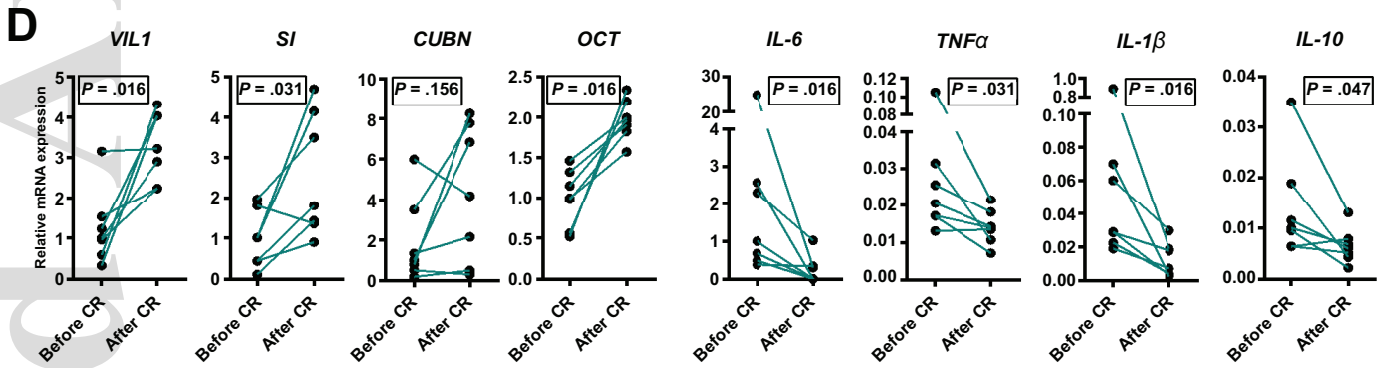 D
VIL1 SI CUBN OCT IL-6 TNFα IL-1β IL-10
Relative mRNA expression
5 4 3 2 1 0
P = .016
Before CR After CR
5 4 3 2 1 0
P = .031
Before CR After CR
10 8 6 4 2 0
P = .156
Before CR After CR
2.5 2.0 1.5 1.0 0.5 0.0
P = .016
Before CR After CR
30 20 4 3 2 1 0
P = .016
Before CR After CR
0.12 0.10 0.08 0.04 0.03 0.02 0.01 0.00
P = .031
Before CR After CR
1.0 0.8 0.10 0.08 0.06 0.04 0.02 0.00
P = .016
Before CR After CR
0.04 0.03 0.02 0.01 0.00
P = .047
Before CR After CR